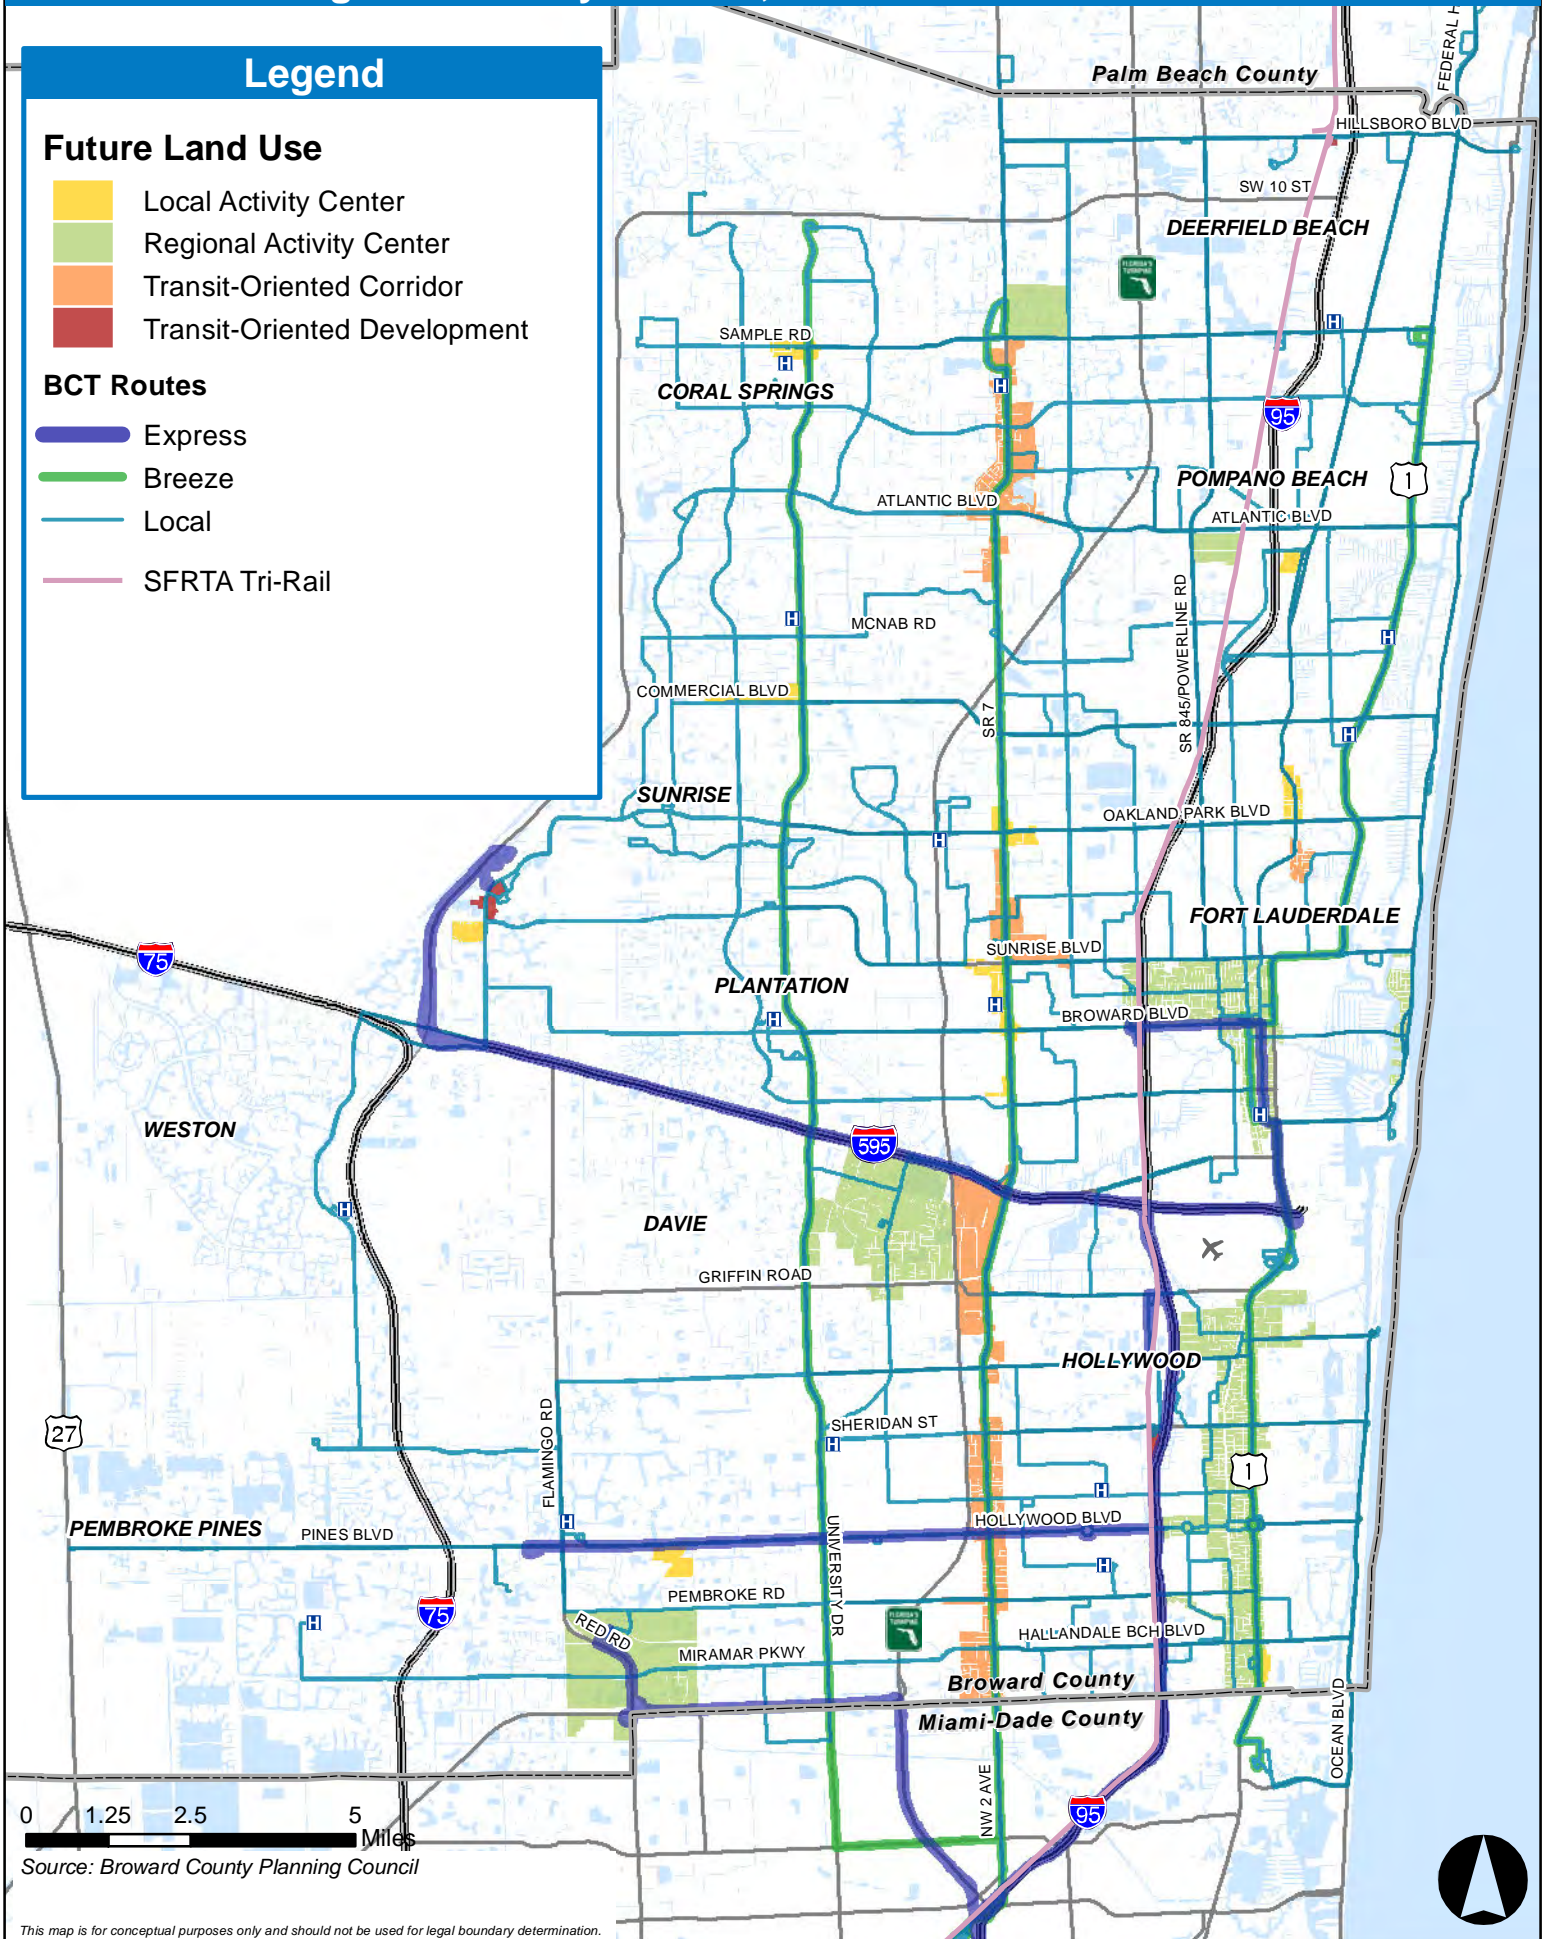 Palm Beach County
FEDERAL H
HILLSBORO BLVD
Legend
Future Land Use
Local Activity Center
Regional Activity Center
Transit-Oriented Corridor
Transit-Oriented Development
BCT Routes
Express
Breeze
Local
SFRTA Tri-Rail
SW 10 ST
DEERFIELD BEACH
FLORIDA'S
TURNPIKE
H
SAMPLE RD
H
CORAL SPRINGS
H
95
POMPANO BEACH
1
ATLANTIC BLVD
ATLANTIC BLVD
H
MCNAB RD
SR 845/POWERLINE RD
H
COMMERCIAL BLVD
SR 7
H
SUNRISE
OAKLAND PARK BLVD
H
FORT LAUDERDALE
SUNRISE BLVD
75
PLANTATION
H
H
BROWARD BLVD
WESTON
H
595
H
DAVIE
GRIFFIN ROAD
HOLLYWOOD
27
FLAMINGO RD
SHERIDAN ST
H
1
H
PEMBROKE PINES
PINES BLVD
H
HOLLYWOOD BLVD
UNIVERSITY DR
H
PEMBROKE RD
75
H
RED RD
FLORIDA'S
TURNPIKE
HALLANDALE BCH BLVD
MIRAMAR PKWY
Broward County
Miami-Dade County
OCEAN BLVD
NW 2 AVE
95
0 1.25 2.5 5
Miles
Source: Broward County Planning Council
This map is for conceptual purposes only and should not be used for legal boundary determination.